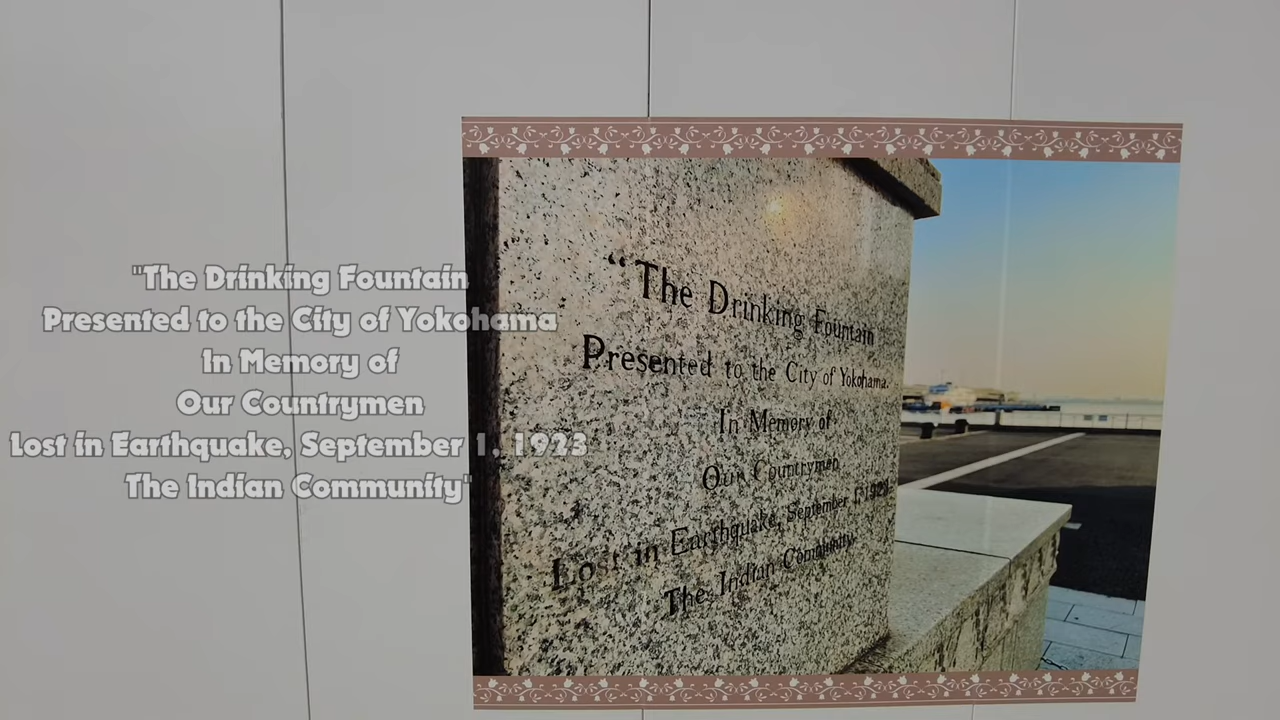 "The Drinking Fountain
Presented to the City of Yokohama
In Memory of
Our Countrymen
Lost in Earthquake, September 1, 1923
The Indian Community"
“The Drinking Fountain
Presented to the City of Yokohama.
In Memory of
Our Countrymen
Lost in Earthquake, September 1, 1923
The Indian Community